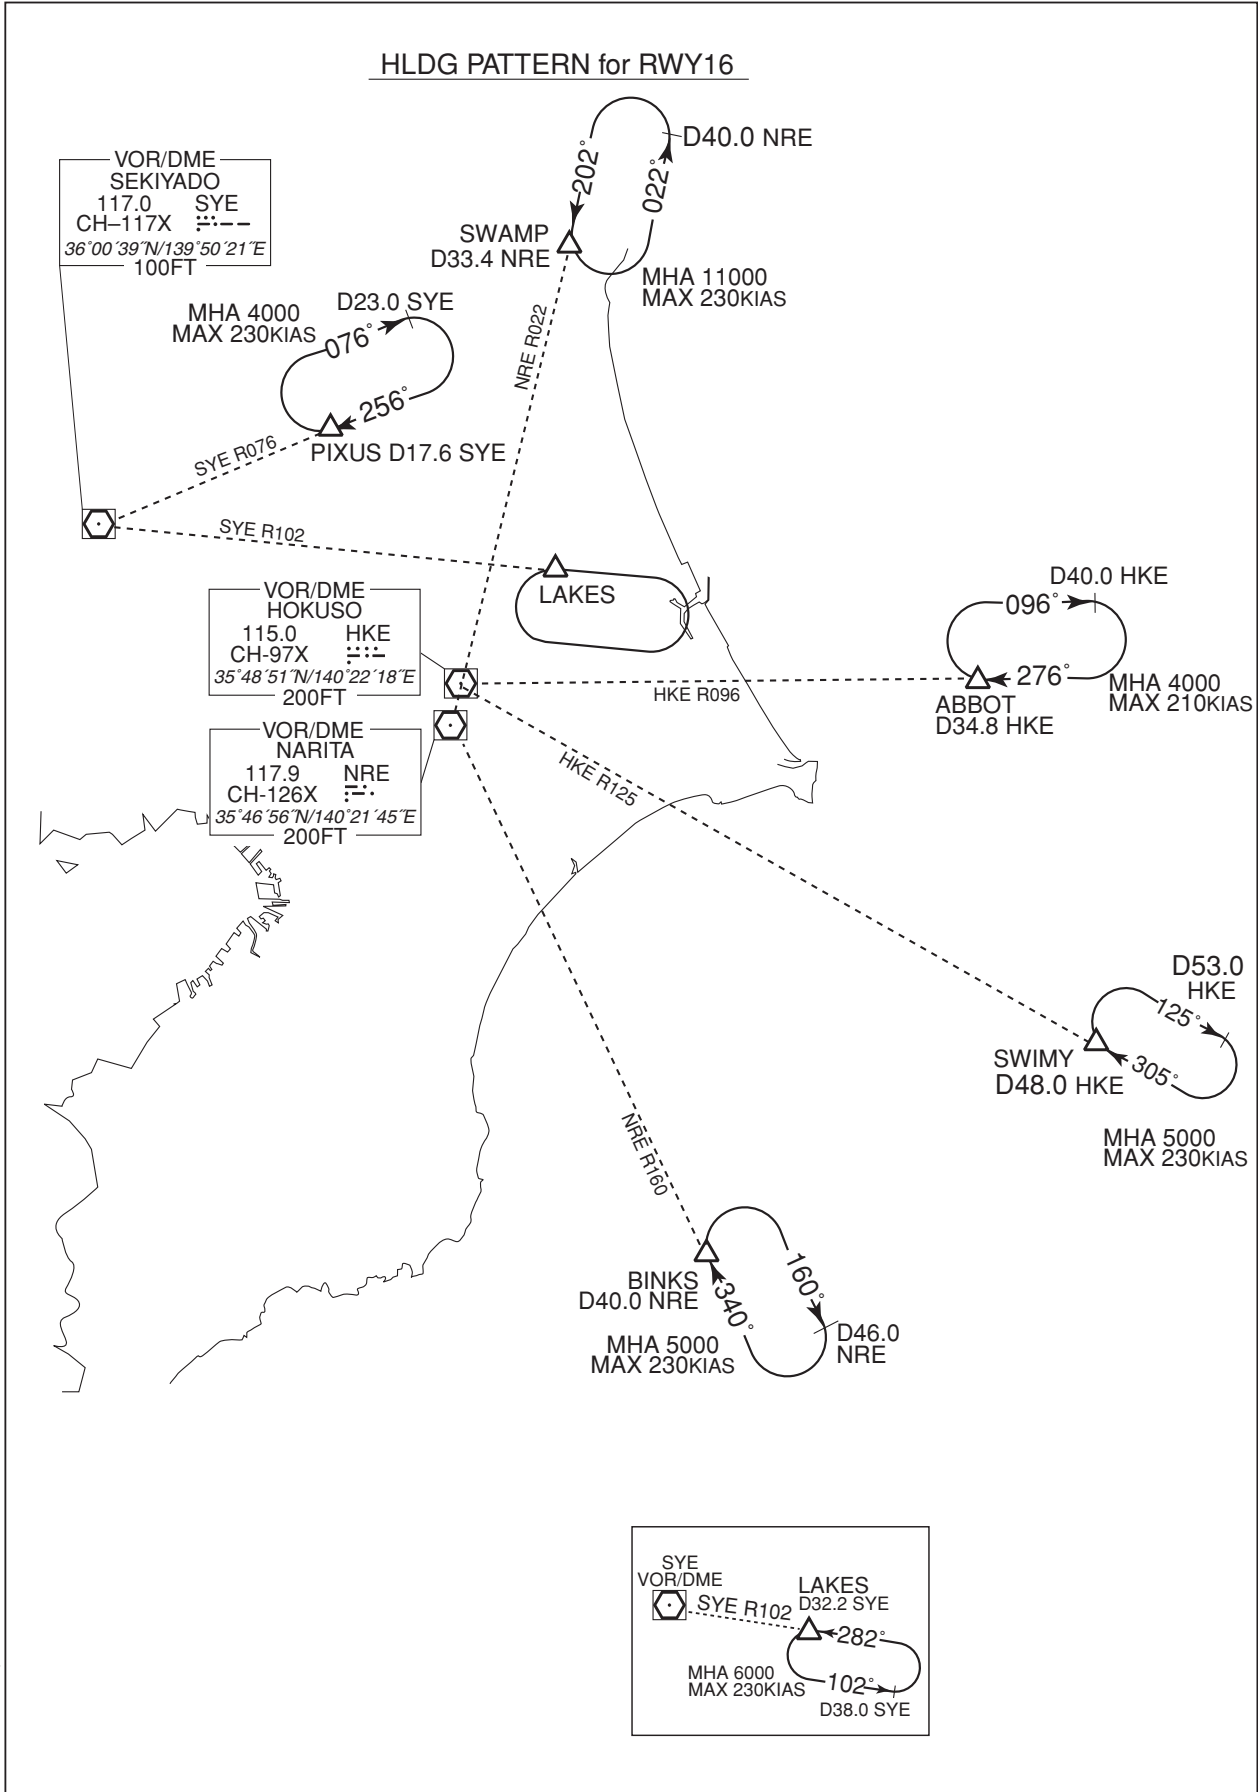 HLDG PATTERN for RWY16
D40.0 NRE
202°
022°
SWAMP
D33.4 NRE
MHA 11000
MAX 230KIAS
NRE R022
VOR/DME
SEKIYADO
117.0 SYE
CH–117X
36°00´39˝N/139°50´21˝E
100FT
MHA 4000
MAX 230KIAS
D23.0 SYE
076°
256°
PIXUS D17.6 SYE
SYE R076
SYE R102
LAKES
VOR/DME
HOKUSO
115.0 HKE
CH-97X
35°48´51˝N/140°22´18˝E
200FT
D40.0 HKE
096°
276°
MHA 4000
MAX 210KIAS
ABBOT
D34.8 HKE
HKE R096
VOR/DME
NARITA
117.9 NRE
CH-126X
35°46´56˝N/140°21´45˝E
200FT
HKE R125
D53.0
HKE
125°
305°
SWIMY
D48.0 HKE
MHA 5000
MAX 230KIAS
NRE R160
BINKS
D40.0 NRE
160°
340°
D46.0
NRE
MHA 5000
MAX 230KIAS
SYE
VOR/DME
LAKES
D32.2 SYE
SYE R102
282°
MHA 6000
MAX 230KIAS
102°
D38.0 SYE